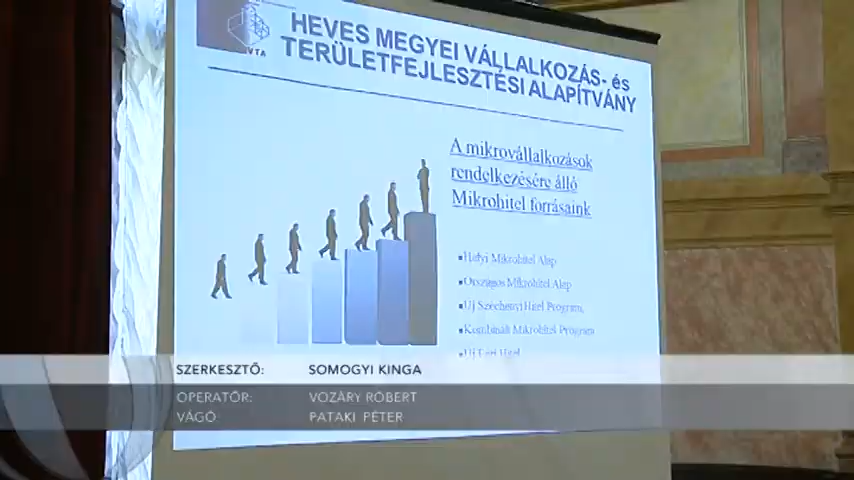 VTA
HEVES MEGYEI VÁLLALKOZÁS- és
TERÜLETFEJLESZTÉSI ALAPÍTVÁNY
A mikrovállalkozások
rendelkezésére álló
Mikrohitel forrásaink
▪Helyi Mikrohitel Alap
▪Országos Mikrohitel Alap
▪Új Széchenyi Hitel Program,
▪Kombinált Mikrohitel Program
SZERKESZTŐ: SOMOGYI KINGA
OPERATŐR: VOZÁRY RÓBERT
VÁGÓ: PATAKI PÉTER